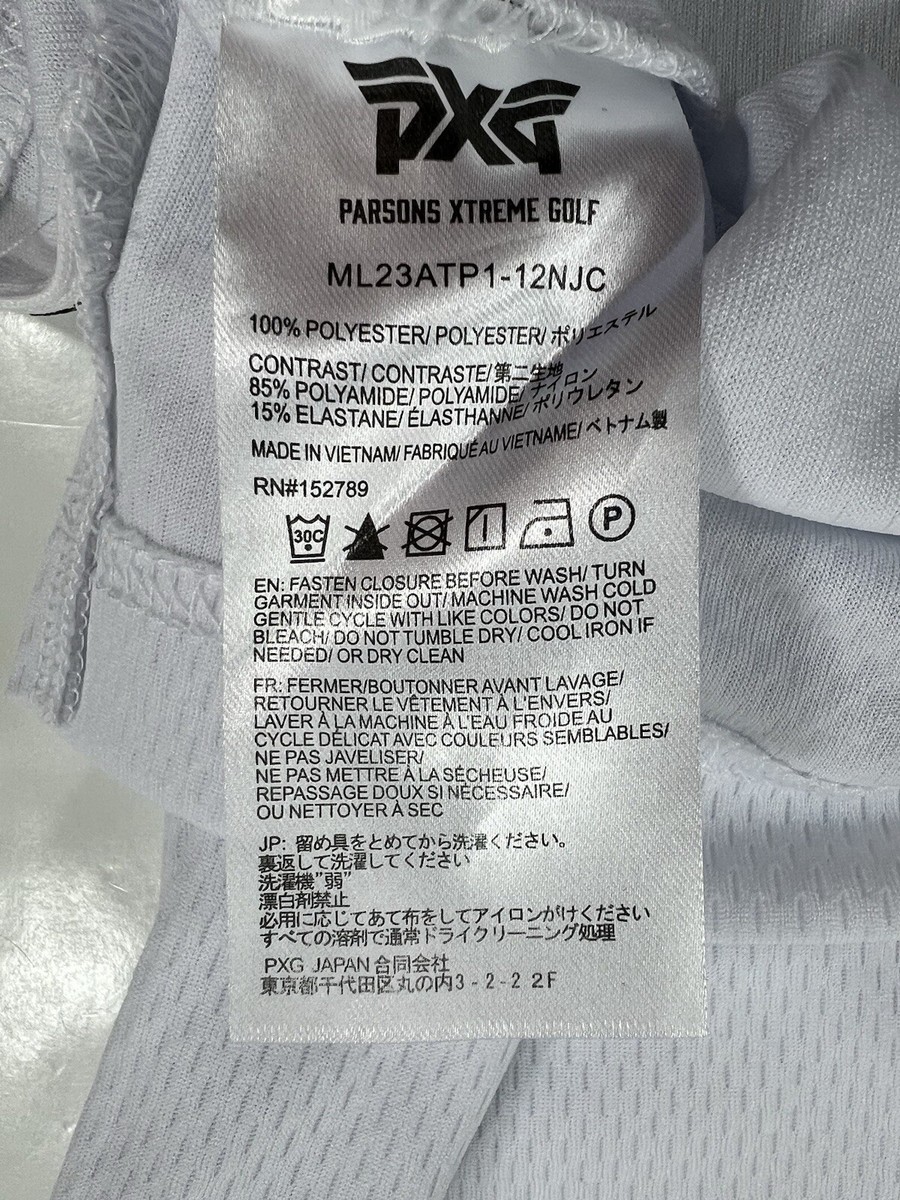 PXG
PARSONS XTREME GOLF
ML23ATP1-12NJC
100% POLYESTER/ POLYESTER/ ポリエステル
CONTRAST/ CONTRASTE/ 第二生地
85% POLYAMIDE/ POLYAMIDE/ ナイロン
15% ELASTANE/ ÉLASTHANNE/ ポリウレタン
MADE IN VIETNAM/ FABRIQUÉ AU VIETNAME/ ベトナム製
RN#152789
30C P
EN: FASTEN CLOSURE BEFORE WASH/ TURN
GARMENT INSIDE OUT/ MACHINE WASH COLD
GENTLE CYCLE WITH LIKE COLORS/ DO NOT
BLEACH/ DO NOT TUMBLE DRY/ COOL IRON IF
NEEDED/ OR DRY CLEAN
FR: FERMER/BOUTONNER AVANT LAVAGE/
RETOURNER LE VÊTEMENT À L'ENVERS/
LAVER À LA MACHINE À L'EAU FROIDE AU
CYCLE DÉLICAT AVEC COULEURS SEMBLABLES/
NE PAS JAVELISER/
NE PAS METTRE À LA SÉCHEUSE/
REPASSAGE DOUX SI NÉCESSAIRE/
OU NETTOYER À SEC
JP: 留め具をとめてから洗濯ください。
裏返して洗濯してください
洗濯機"弱"
漂白剤禁止
必用に応じてあて布をしてアイロンがけください
すべての溶剤で通常ドライクリーニング処理
PXG JAPAN 合同会社
東京都千代田区丸の内3-2-2 2F